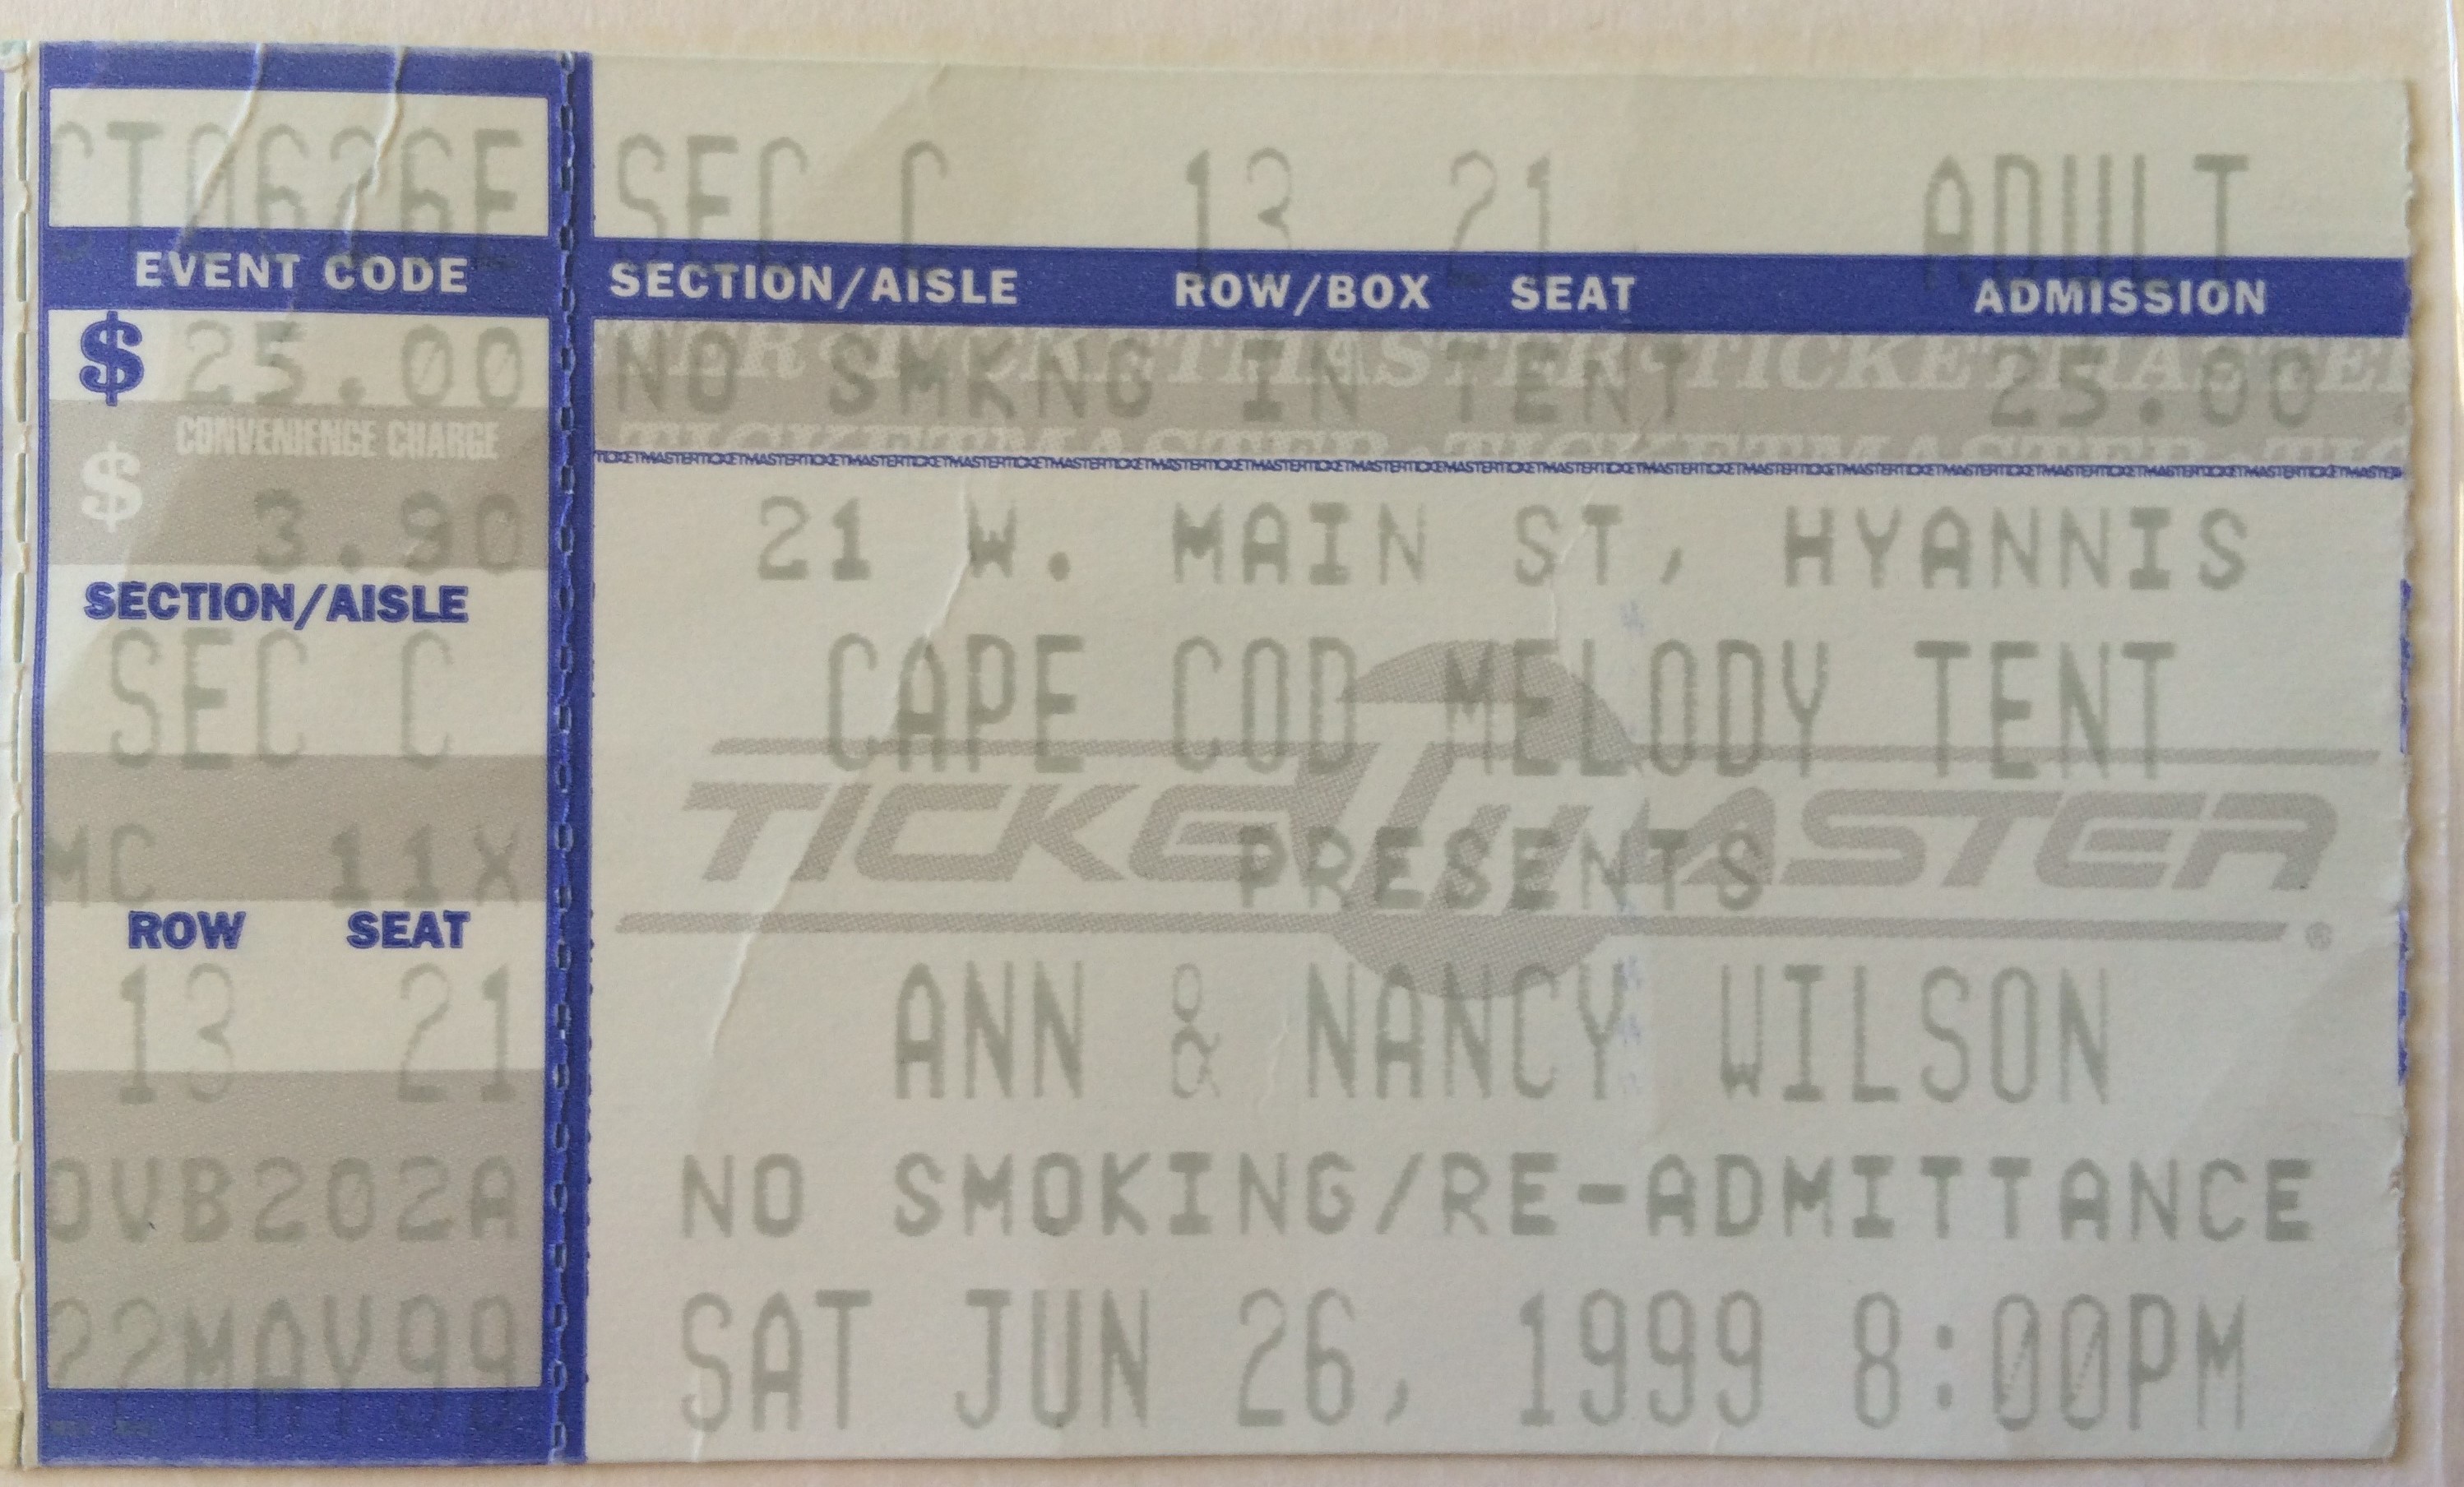 CT0626E
EVENT CODE
$ 25.00
CONVENIENCE CHARGE
$ 3.90
SECTION/AISLE
SEC C
MC 11X
ROW SEAT
13 21
OVB202A
22MAY99
SEC C 13 21 ADULT
SECTION/AISLE ROW/BOX SEAT ADMISSION
NO SMKNG IN TENT 25.00
21 W. MAIN ST, HYANNIS
CAPE COD MELODY TENT
TICKETMASTER
PRESENTS
ANN & NANCY WILSON
NO SMOKING/RE-ADMITTANCE
SAT JUN 26, 1999 8:00PM